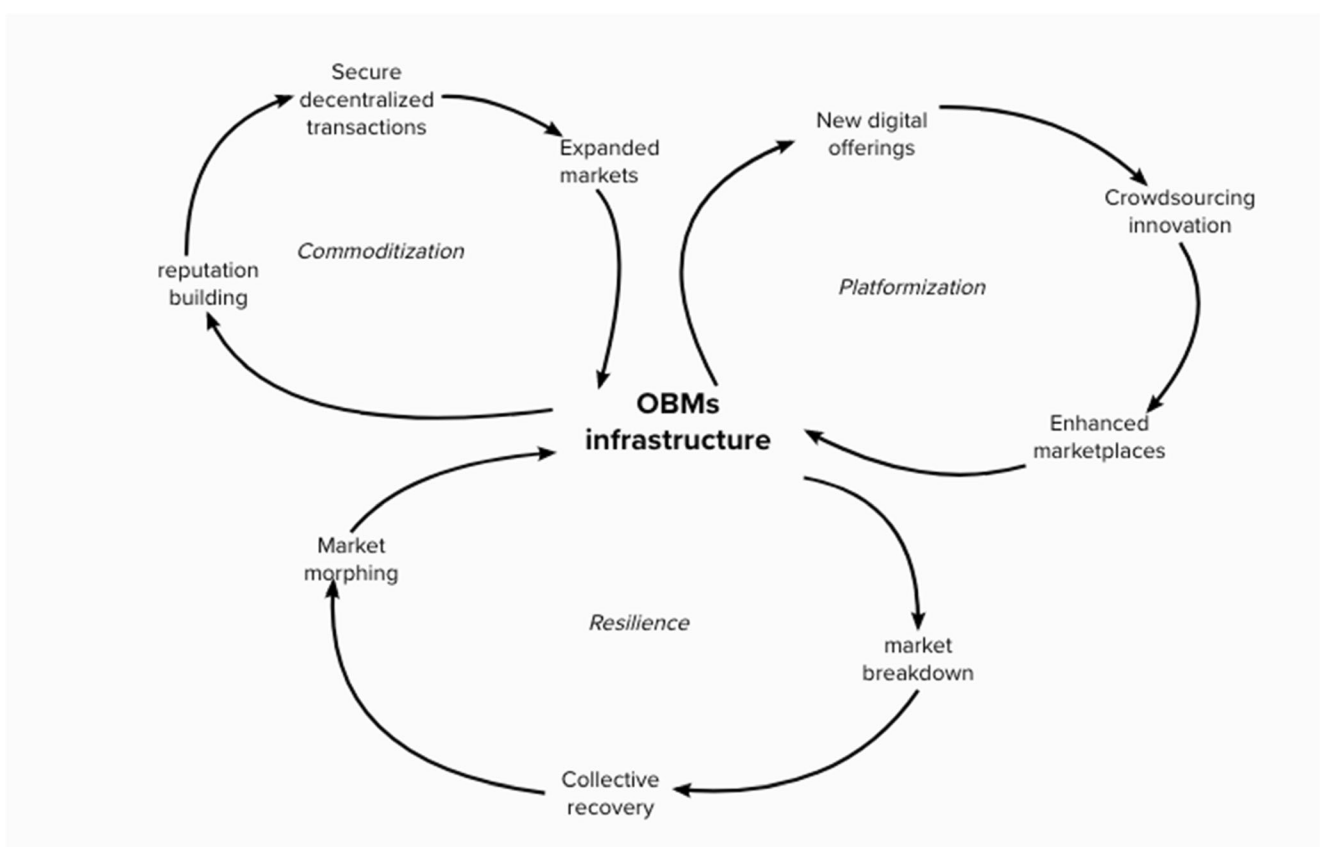 Secure
decentralized
transactions
Expanded
markets
Commoditization
reputation
building
New digital
offerings
Crowdsourcing
innovation
Platformization
Enhanced
marketplaces
OBMs
infrastructure
Market
morphing
Resilience
market
breakdown
Collective
recovery